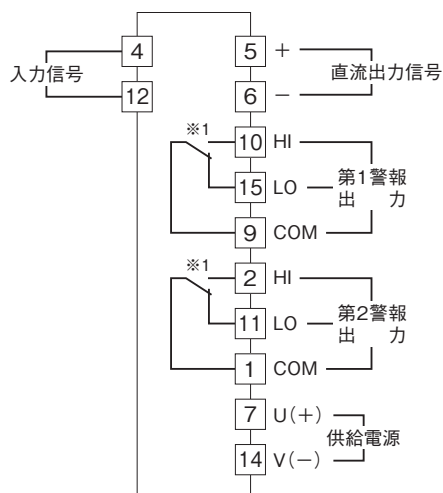 4
12
入力信号
5 +
6 −
直流出力信号
※1
10 HI
15 LO
9 COM
第1警報
出 力
※1
2 HI
11 LO
1 COM
第2警報
出 力
7 U(+)
14 V(−)
供給電源